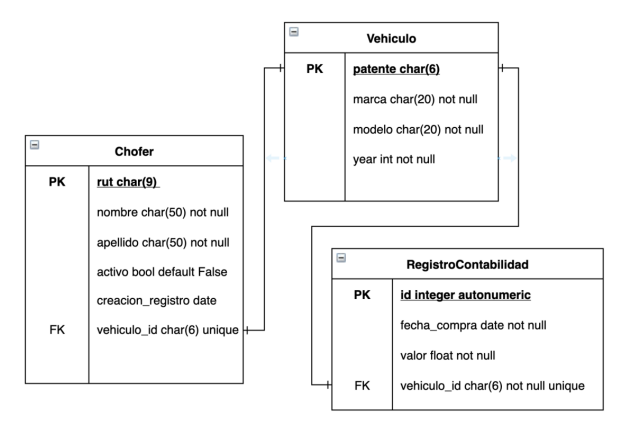 Vehiculo
PK patente char(6)
marca char(20) not null
modelo char(20) not null
year int not null
Chofer
PK rut char(9)
nombre char(50) not null
apellido char(50) not null
activo bool default False
creacion_registro date
FK vehiculo_id char(6) unique
RegistroContabilidad
PK id integer autonumeric
fecha_compra date not null
valor float not null
FK vehiculo_id char(6) not null unique